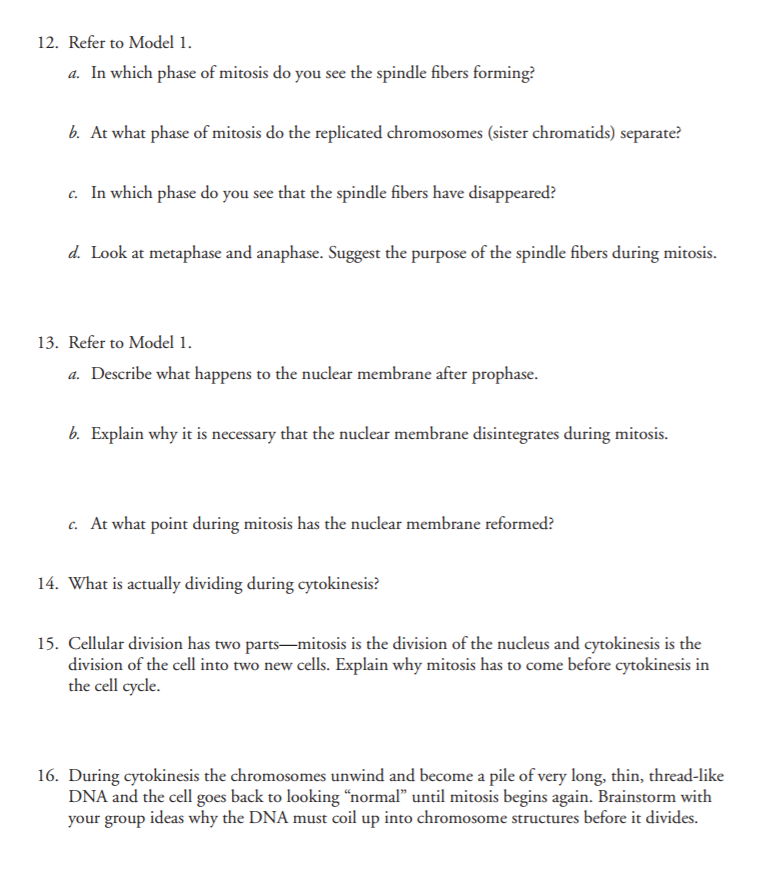 12. Refer to Model 1.
a. In which phase of mitosis do you see the spindle fibers forming?
b. At what phase of mitosis do the replicated chromosomes (sister chromatids) separate?
c. In which phase do you see that the spindle fibers have disappeared?
d. Look at metaphase and anaphase. Suggest the purpose of the spindle fibers during mitosis.
13. Refer to Model 1.
a. Describe what happens to the nuclear membrane after prophase.
b. Explain why it is necessary that the nuclear membrane disintegrates during mitosis.
c. At what point during mitosis has the nuclear membrane reformed?
14. What is actually dividing during cytokinesis?
15. Cellular division has two parts—mitosis is the division of the nucleus and cytokinesis is the
division of the cell into two new cells. Explain why mitosis has to come before cytokinesis in
the cell cycle.
16. During cytokinesis the chromosomes unwind and become a pile of very long, thin, thread-like
DNA and the cell goes back to looking “normal” until mitosis begins again. Brainstorm with
your group ideas why the DNA must coil up into chromosome structures before it divides.